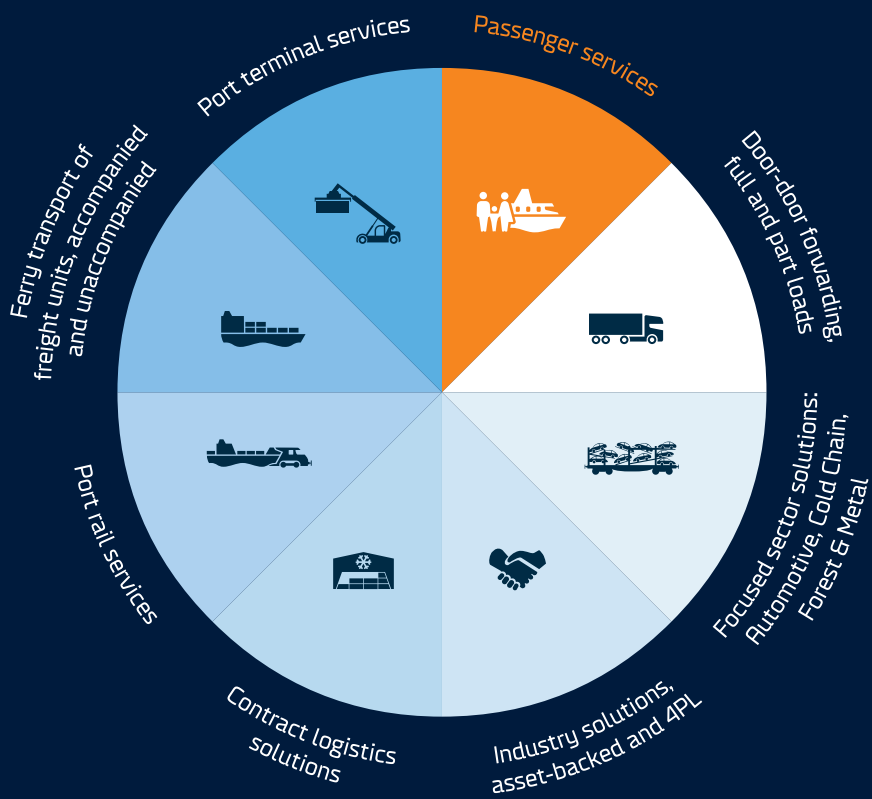 Passenger services
Door-door forwarding,
full and part loads
Focused sector solutions:
Automotive, Cold Chain,
Forest & Metal
Industry solutions,
asset-backed and 4PL
Contract logistics
solutions
Port rail services
Ferry transport of
freight units, accompanied
and unaccompanied
Port terminal services